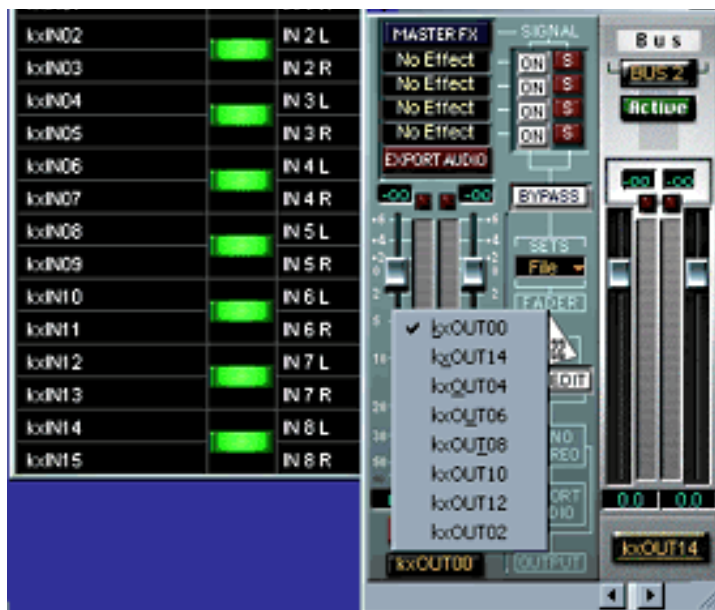 kxIN02 IN 2 L
kxIN03 IN 2 R
kxIN04 IN 3 L
kxIN05 IN 3 R
kxIN06 IN 4 L
kxIN07 IN 4 R
kxIN08 IN 5 L
kxIN09 IN 5 R
kxIN10 IN 6 L
kxIN11 IN 6 R
kxIN12 IN 7 L
kxIN13 IN 7 R
kxIN14 IN 8 L
kxIN15 IN 8 R
MASTER FX SIGNAL
No Effect ON S
No Effect ON S
No Effect ON S
No Effect ON S
EXPORT AUDIO
-00 -00 BYPASS
SETS
File
FADER
EDIT
kxOUT00
kxOUT14
kxOUT04
kxOUT06
kxOUT08
kxOUT10
kxOUT12
kxOUT02
kxOUT00 OUTPUT
Bus
BUS 2
Active
-00 -00
0.0 0.0
kxOUT14